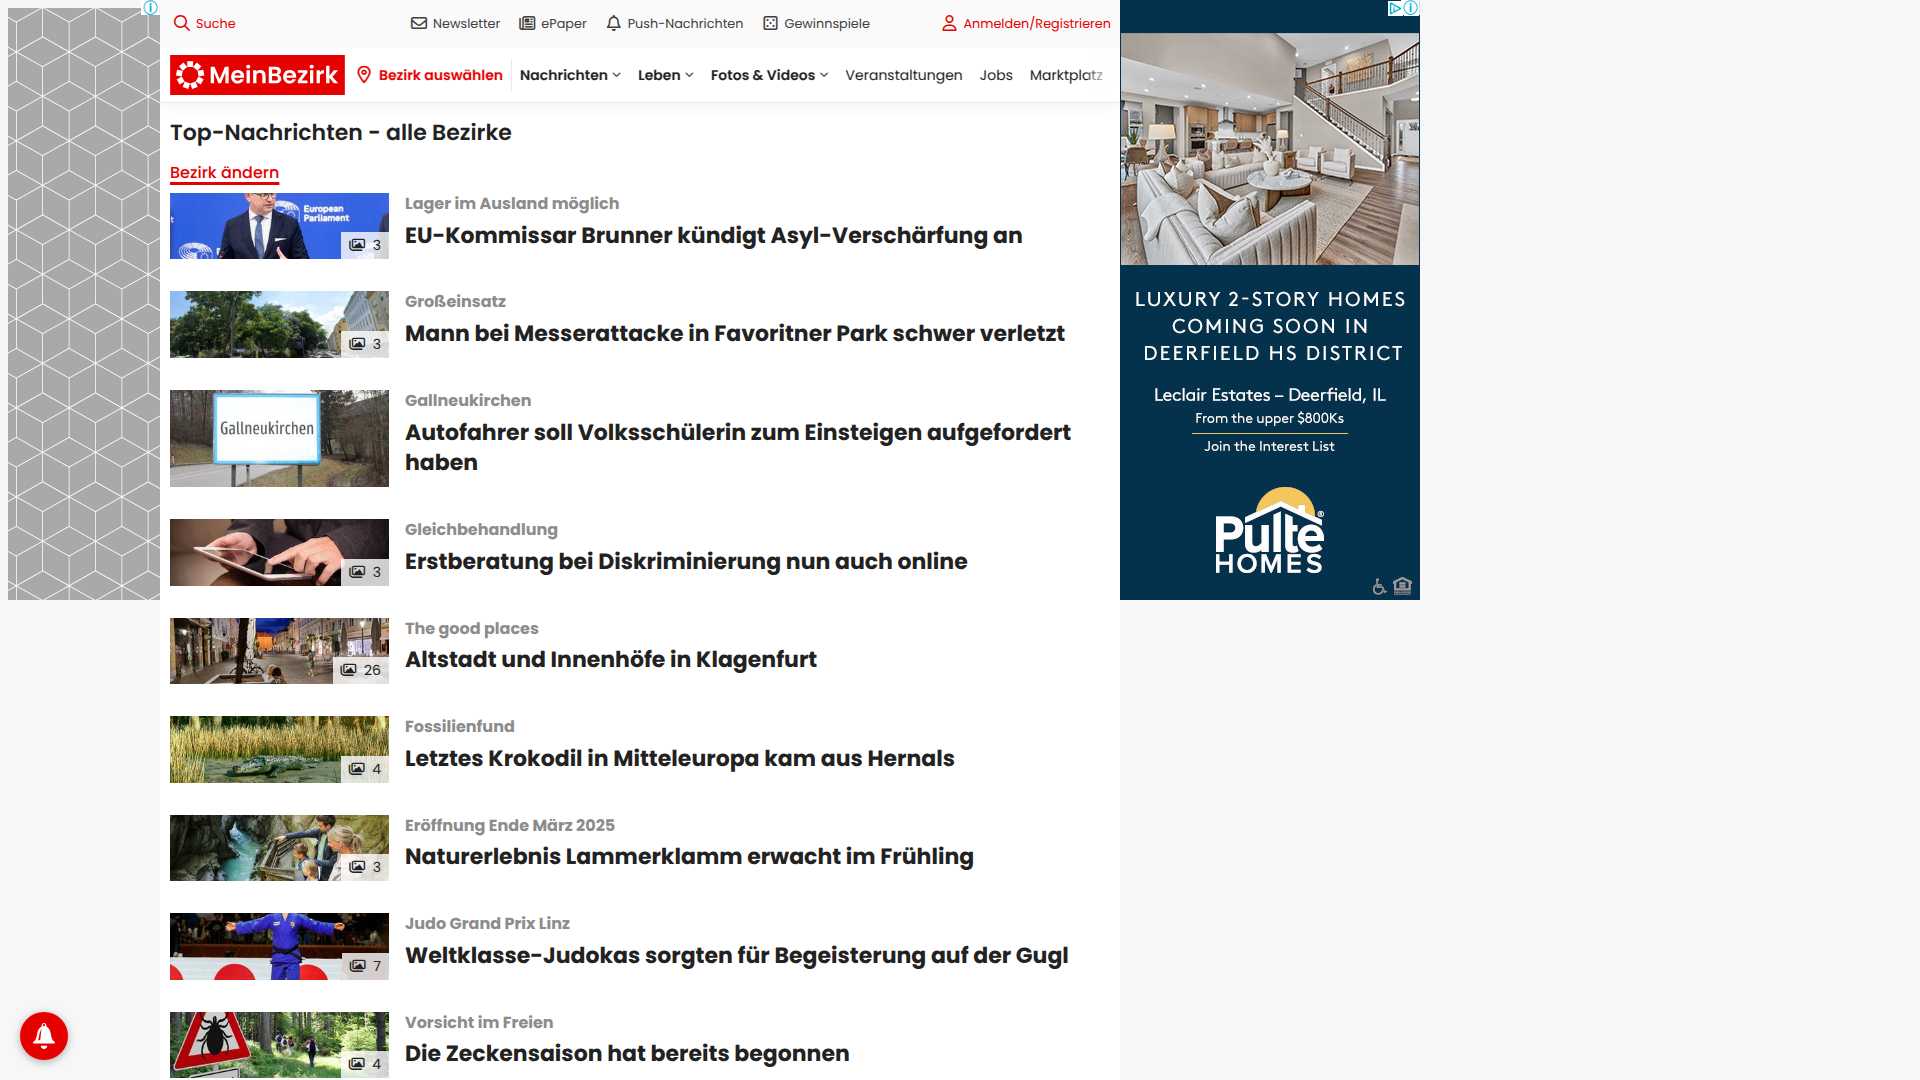 Suche
Newsletter
ePaper
Push-Nachrichten
Gewinnspiele
Anmelden/Registrieren
MeinBezirk
Bezirk auswählen
Nachrichten
Leben
Fotos & Videos
Veranstaltungen
Jobs
Marktplatz
Top-Nachrichten - alle Bezirke
Bezirk ändern
European
Parliament
3
Lager im Ausland möglich
EU-Kommissar Brunner kündigt Asyl-Verschärfung an
3
Großeinsatz
Mann bei Messerattacke in Favoritner Park schwer verletzt
Gallneukirchen
Gallneukirchen
Autofahrer soll Volksschülerin zum Einsteigen aufgefordert
haben
3
Gleichbehandlung
Erstberatung bei Diskriminierung nun auch online
26
The good places
Altstadt und Innenhöfe in Klagenfurt
4
Fossilienfund
Letztes Krokodil in Mitteleuropa kam aus Hernals
3
Eröffnung Ende März 2025
Naturerlebnis Lammerklamm erwacht im Frühling
7
Judo Grand Prix Linz
Weltklasse-Judokas sorgten für Begeisterung auf der Gugl
4
Vorsicht im Freien
Die Zeckensaison hat bereits begonnen
LUXURY 2-STORY HOMES
COMING SOON IN
DEERFIELD HS DISTRICT
Leclair Estates – Deerfield, IL
From the upper $800Ks
Join the Interest List
Pulte®
HOMES